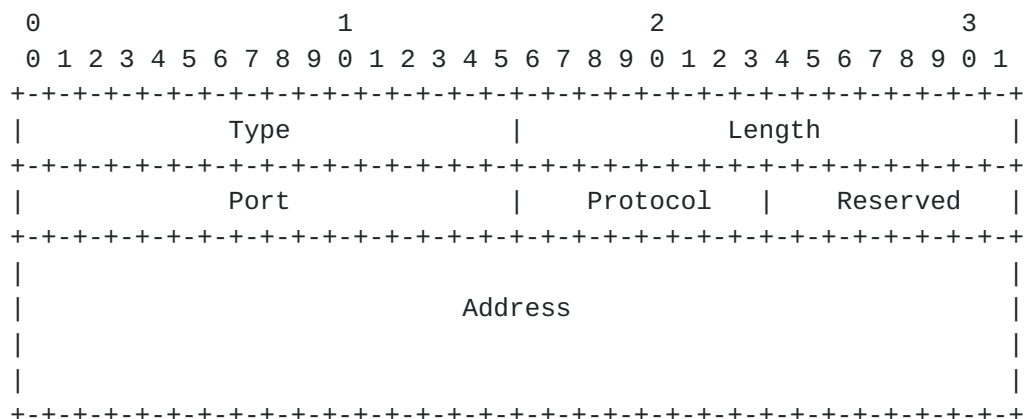 0                   1                   2                   3
 0 1 2 3 4 5 6 7 8 9 0 1 2 3 4 5 6 7 8 9 0 1 2 3 4 5 6 7 8 9 0 1
+-+-+-+-+-+-+-+-+-+-+-+-+-+-+-+-+-+-+-+-+-+-+-+-+-+-+-+-+-+-+-+-+
|             Type              |             Length            |
+-+-+-+-+-+-+-+-+-+-+-+-+-+-+-+-+-+-+-+-+-+-+-+-+-+-+-+-+-+-+-+-+
|             Port              |    Protocol   |    Reserved   |
+-+-+-+-+-+-+-+-+-+-+-+-+-+-+-+-+-+-+-+-+-+-+-+-+-+-+-+-+-+-+-+-+
|                                                               |
|                            Address                            |
|                                                               |
|                                                               |
+-+-+-+-+-+-+-+-+-+-+-+-+-+-+-+-+-+-+-+-+-+-+-+-+-+-+-+-+-+-+-+-+